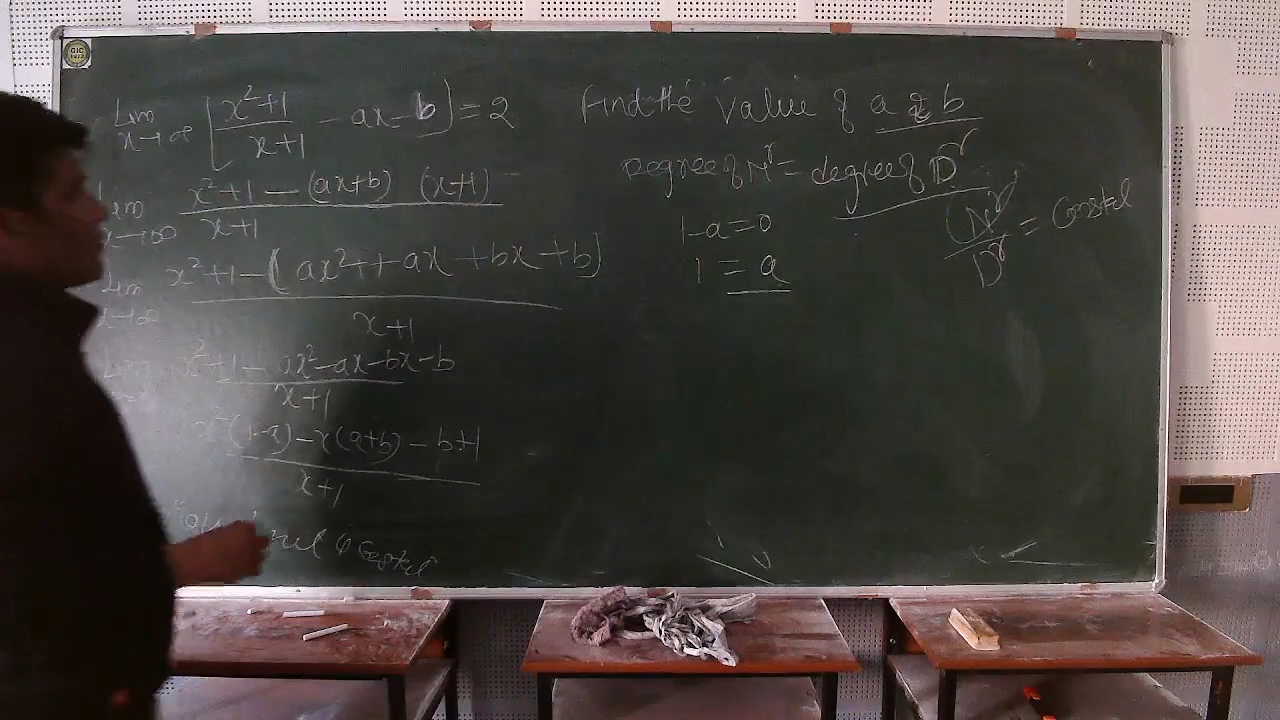 Lim x→∞ [ (x²+1)/(x+1) - ax - b ] = 2
Find the value of a & b
Lim x→∞ (x²+1 - (ax+b) (x+1))/(x+1)
Lim x→∞ (x²+1 - (ax²++ax+bx+b))/(x+1)
Lim (x²+1 - ax²-ax-bx-b)/(x+1)
(x²(1-a) - x(a+b) - b+1)/(x+1)
Degree of Nʳ = degree of Dʳ
1-a=0
1 = a
(Nʳ)/Dʳ =